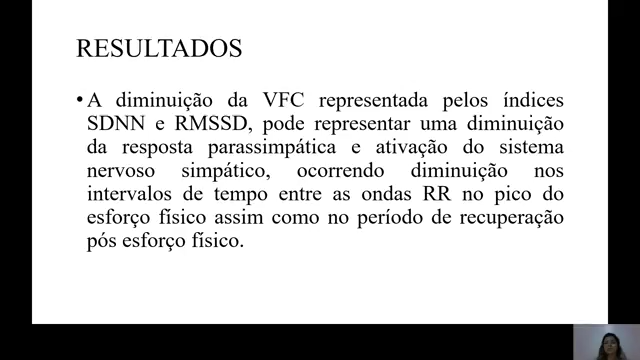 RESULTADOS
• A diminuição da VFC representada pelos índices
SDNN e RMSSD, pode representar uma diminuição
da resposta parassimpática e ativação do sistema
nervoso simpático, ocorrendo diminuição nos
intervalos de tempo entre as ondas RR no pico do
esforço físico assim como no período de recuperação
pós esforço físico.